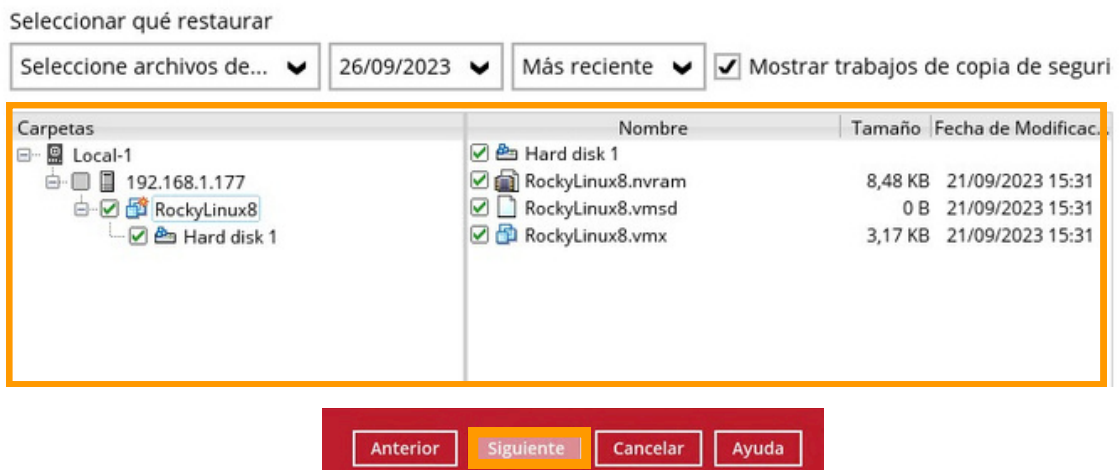 Seleccionar qué restaurar
Seleccione archivos de... 26/09/2023 Más reciente Mostrar trabajos de copia de seguri
Carpetas Nombre Tamaño Fecha de Modificac...
Local-1 Hard disk 1
192.168.1.177 RockyLinux8.nvram 8,48 KB 21/09/2023 15:31
RockyLinux8 RockyLinux8.vmsd 0 B 21/09/2023 15:31
Hard disk 1 RockyLinux8.vmx 3,17 KB 21/09/2023 15:31
Anterior Siguiente Cancelar Ayuda